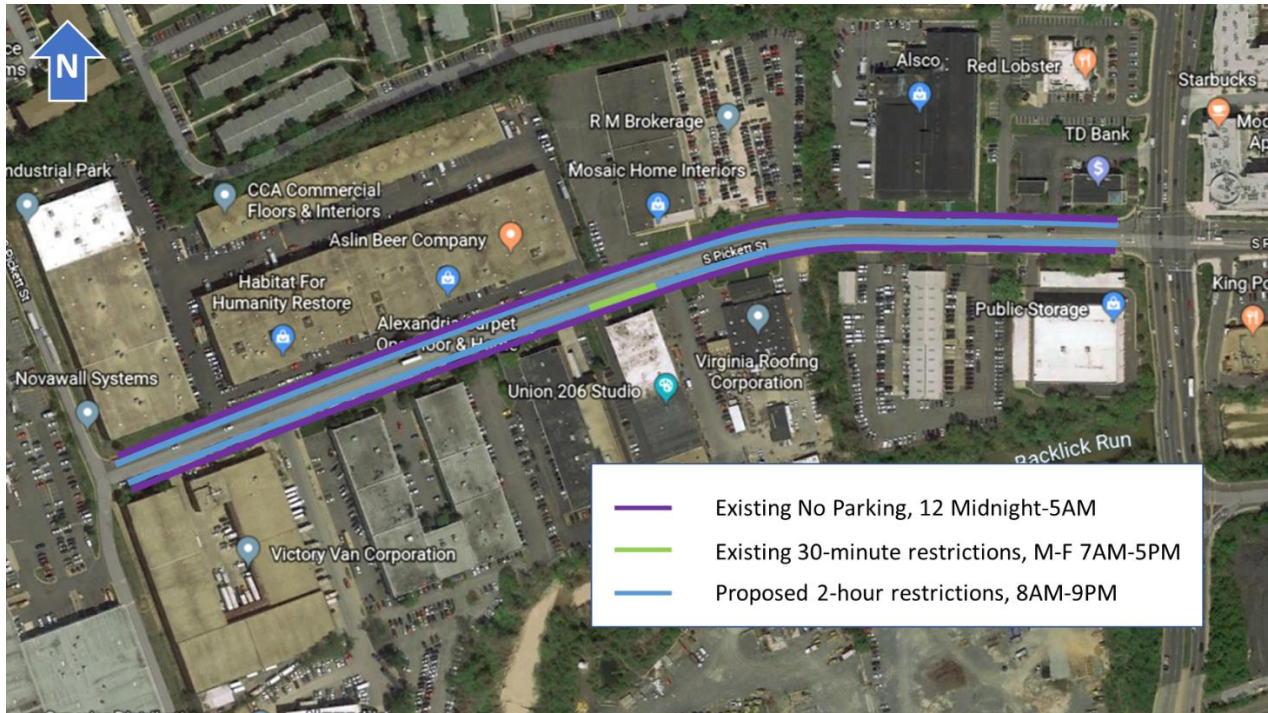 N
Alsco
Red Lobster
Starbucks
R M Brokerage
TD Bank
Mosaic Home Interiors
ndustrial Park
CCA Commercial
Floors & Interiors
Aslin Beer Company
S Pickett St
Habitat For
Humanity Restore
S Pickett St
Public Storage
Novawall Systems
Union 206 Studio
Virginia Roofing
Corporation
Backlick Run
Victory Van Corporation
Existing No Parking, 12 Midnight-5AM
Existing 30-minute restrictions, M-F 7AM-5PM
Proposed 2-hour restrictions, 8AM-9PM